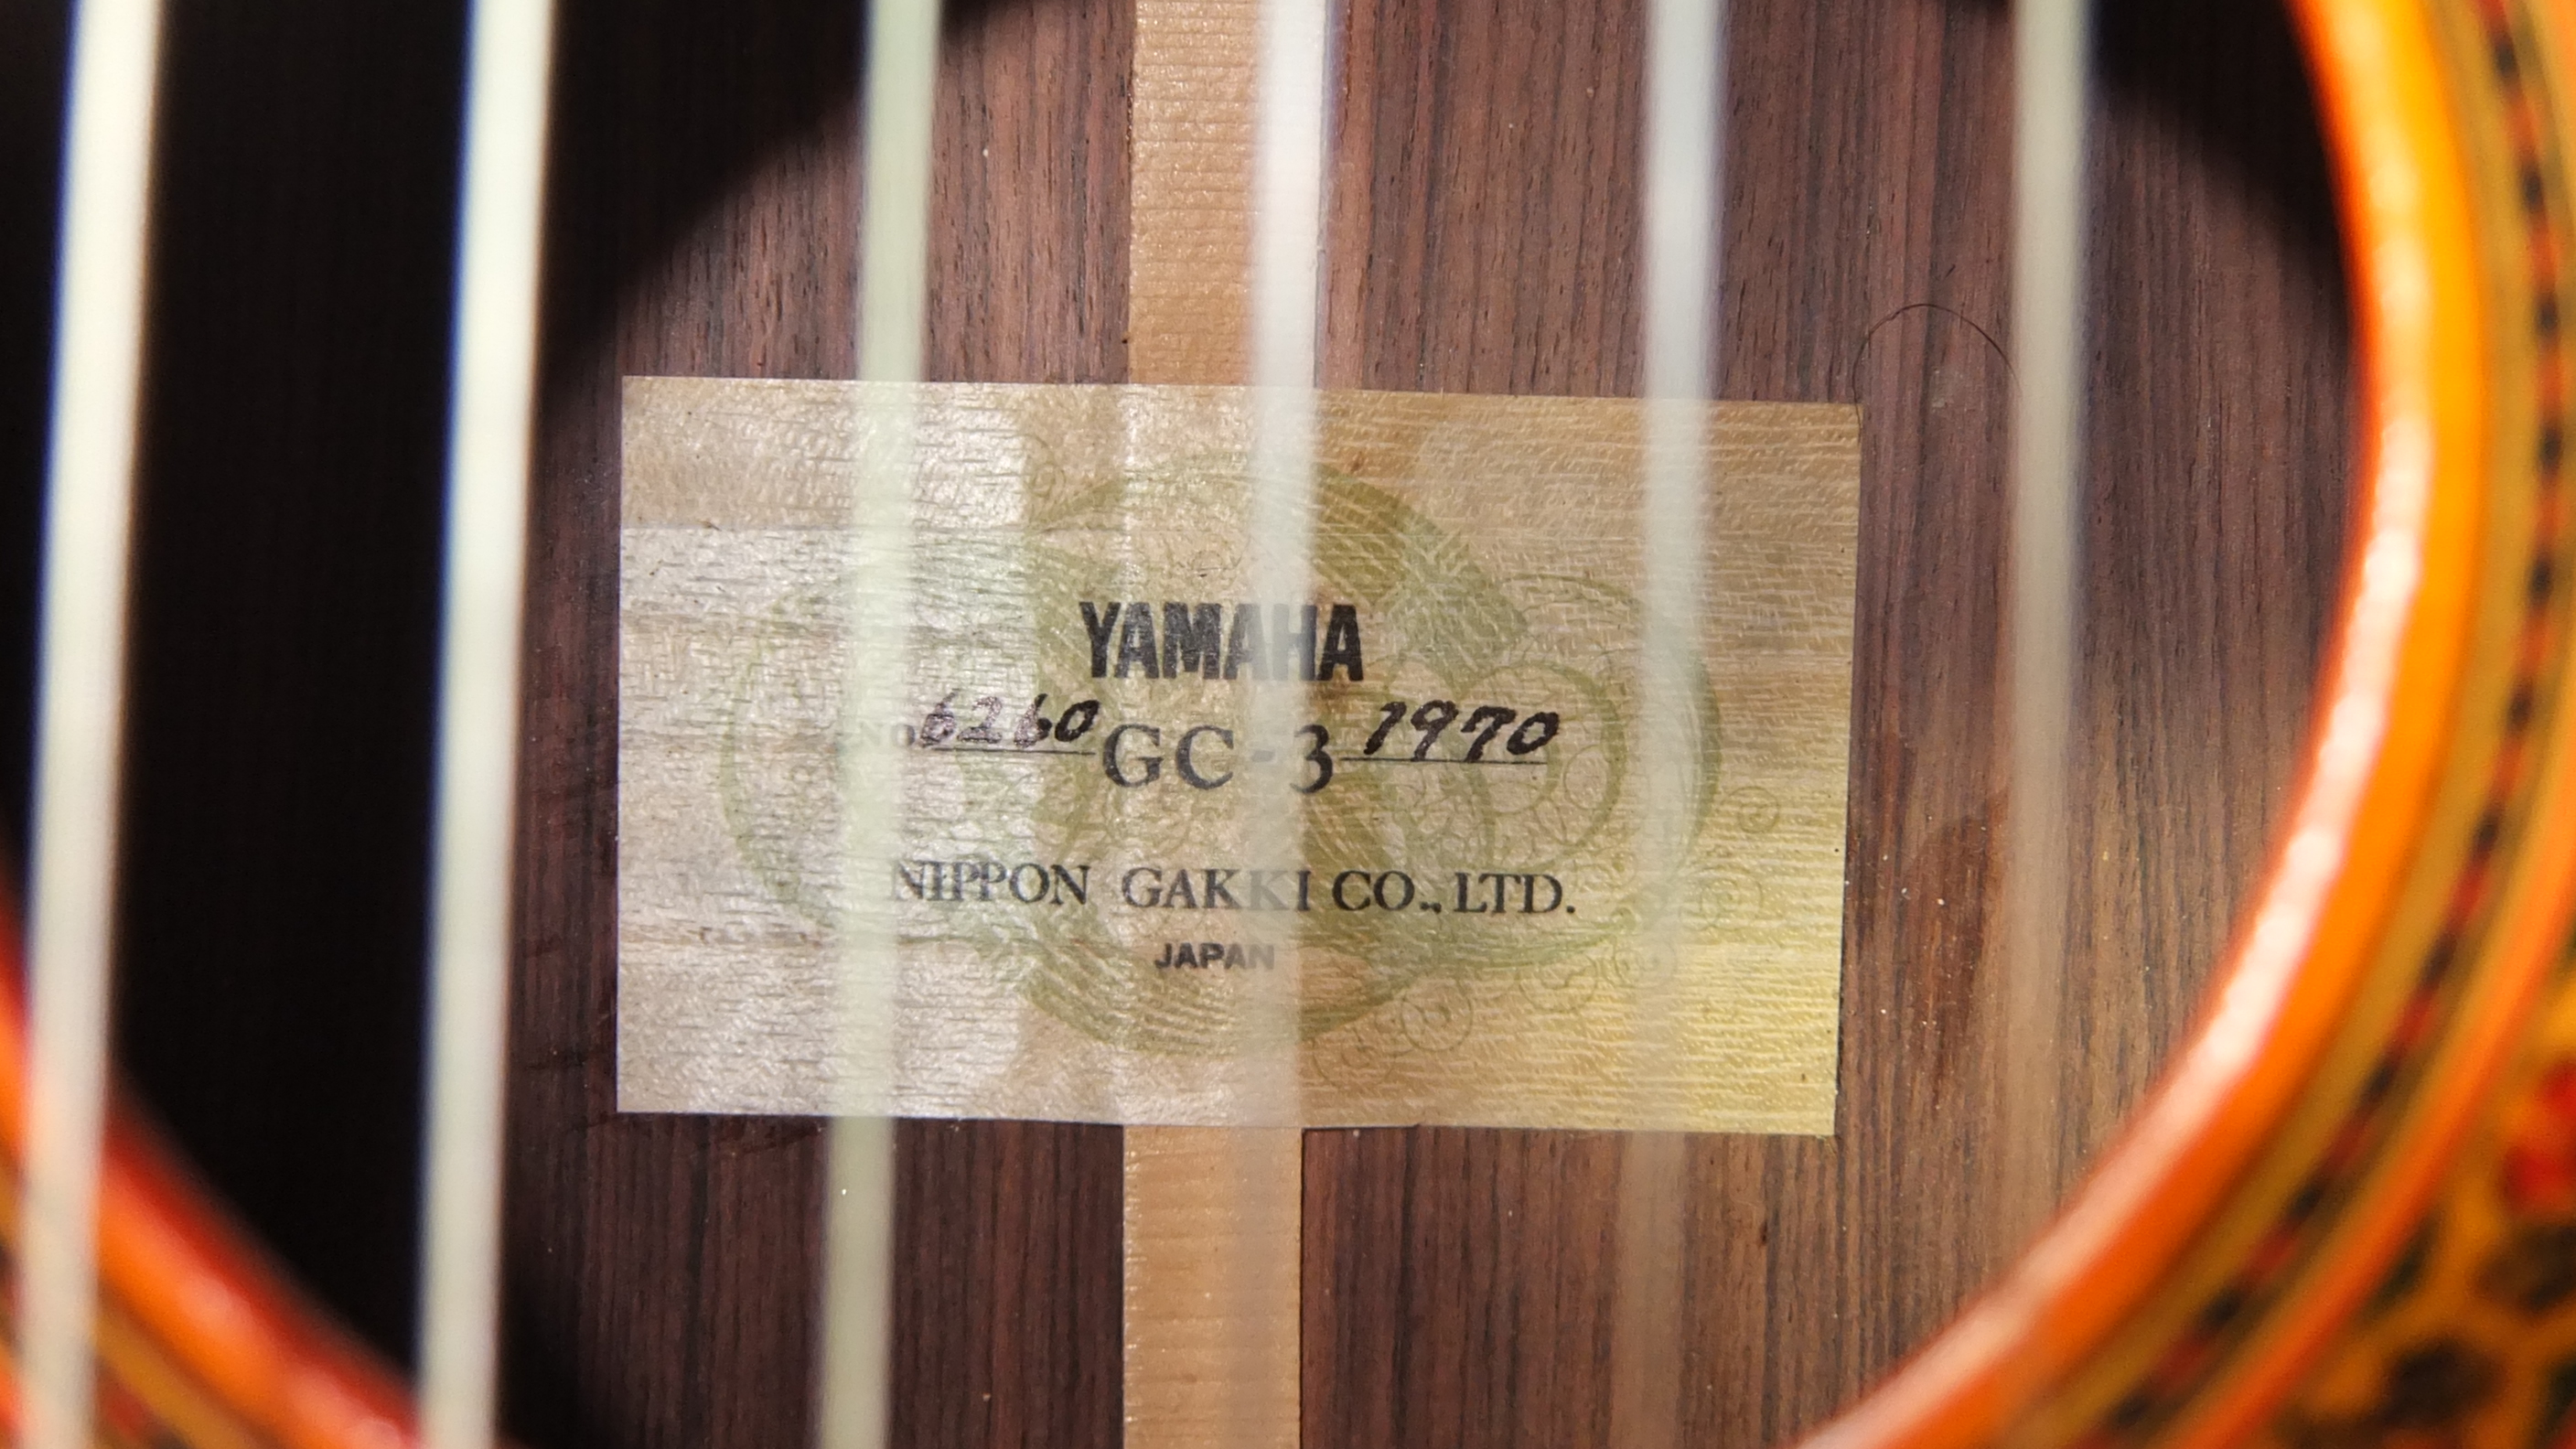 YAMAHA
NO. 6260 GC-3 1970
NIPPON GAKKI CO., LTD.
JAPAN